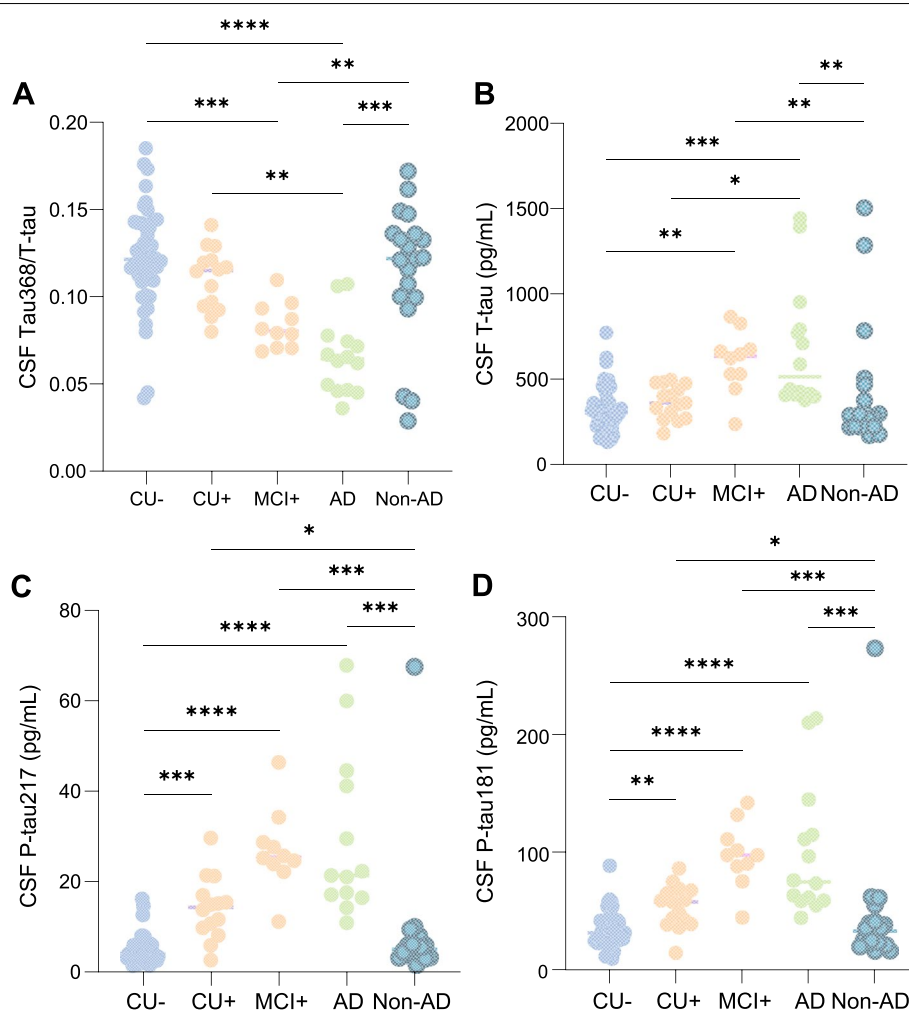 ****
**
A
***
***
CSF Tau368/T-tau
0.20
0.15
0.10
0.05
0.00
**
CU-
CU+
MCI+
AD
Non-AD
**
B
**
***
*
**
CSF T-tau (pg/mL)
2000
1500
1000
500
0
CU-
CU+
MCI+
AD
Non-AD
*
C
***
***
****
****
***
CSF P-tau217 (pg/mL)
80
60
40
20
0
CU-
CU+
MCI+
AD
Non-AD
*
D
***
***
****
****
**
CSF P-tau181 (pg/mL)
300
200
100
0
CU-
CU+
MCI+
AD
Non-AD